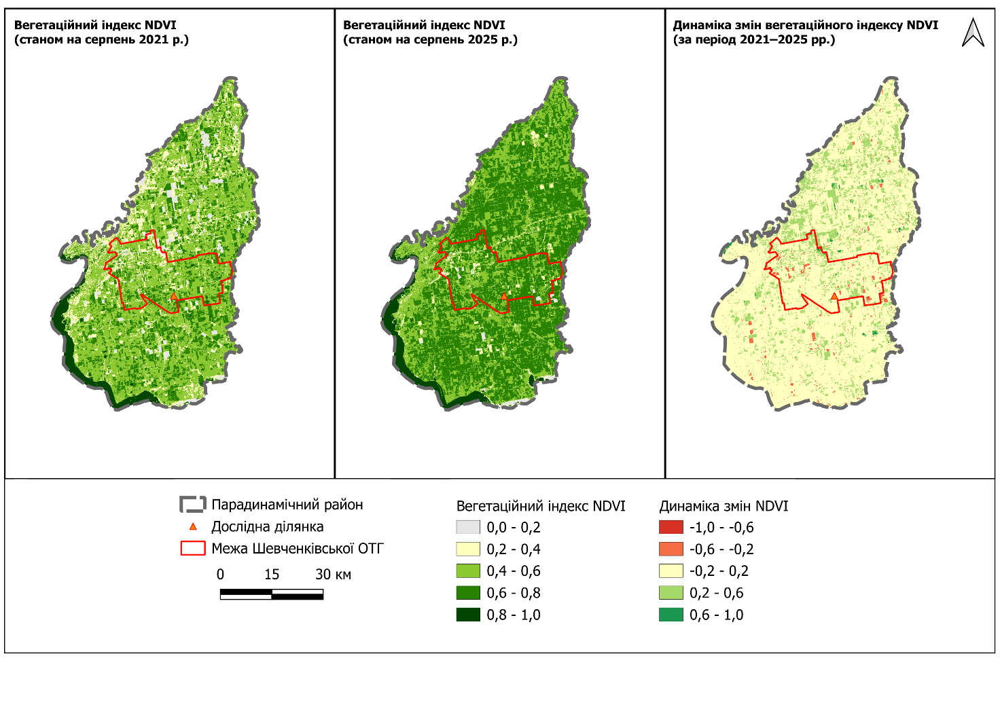 Вегетаційний індекс NDVI
(станом на серпень 2021 р.)
Вегетаційний індекс NDVI
(станом на серпень 2025 р.)
Динаміка змін вегетаційного індексу NDVI
(за період 2021–2025 рр.)
Парадинамічний район
Дослідна ділянка
Межа Шевченківської ОТГ
0 15 30 км
Вегетаційний індекс NDVI
0,0 - 0,2
0,2 - 0,4
0,4 - 0,6
0,6 - 0,8
0,8 - 1,0
Динаміка змін NDVI
-1,0 - -0,6
-0,6 - -0,2
-0,2 - 0,2
0,2 - 0,6
0,6 - 1,0